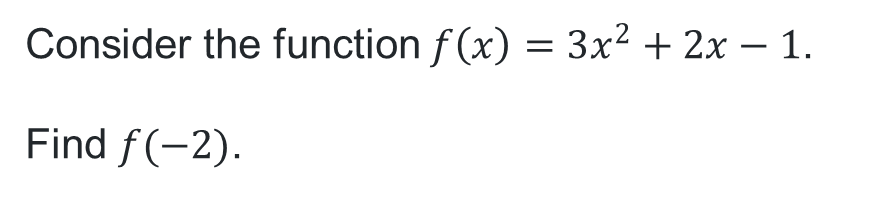 Consider the function f(x) = 3x² + 2x − 1.
Find f(−2).